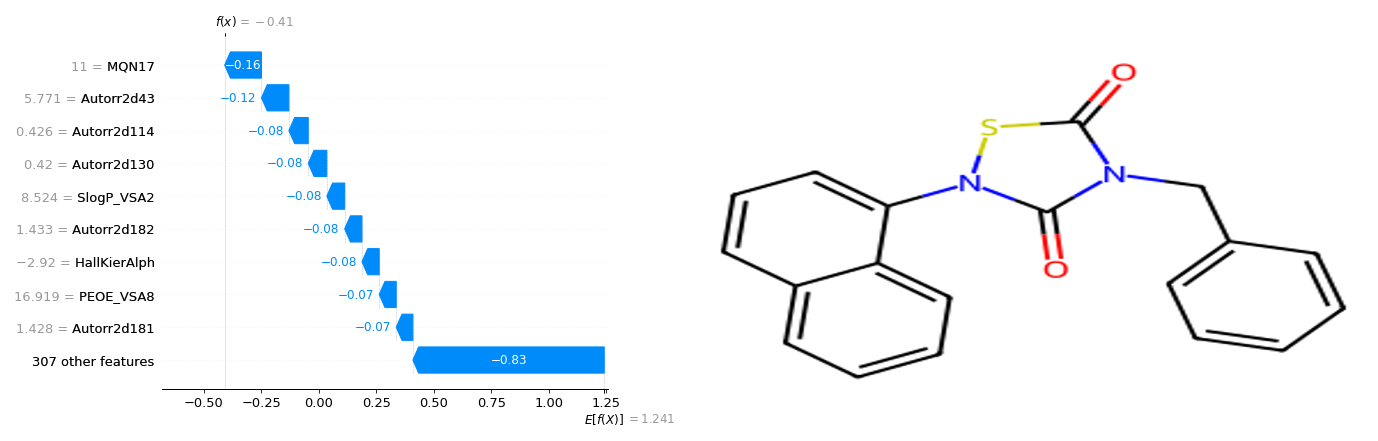 f(x) = −0.41
11 = MQN17
−0.16
5.771 = Autorr2d43
−0.12
0.426 = Autorr2d114
−0.08
0.42 = Autorr2d130
−0.08
8.524 = SlogP_VSA2
−0.08
1.433 = Autorr2d182
−0.08
−2.92 = HallKierAlph
−0.08
16.919 = PEOE_VSA8
−0.07
1.428 = Autorr2d181
−0.07
307 other features
−0.83
−0.50 −0.25 0.00 0.25 0.50 0.75 1.00 1.25
E[f(X)] = 1.241
O
S
N
N
O